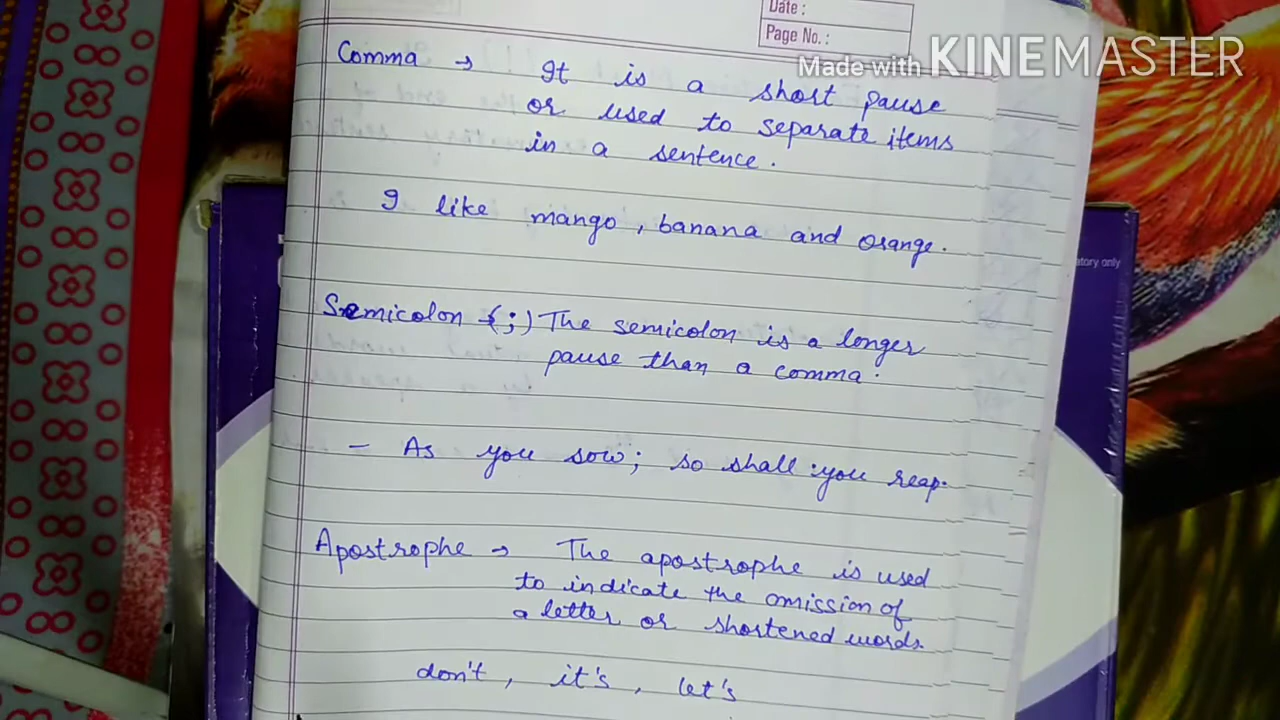 Date :
Page No. :
Made with KINEMASTER
Comma → It is a short pause
or used to separate items
in a sentence.
I like mango, banana and orange.
atory only
Semicolon (;) The semicolon is a longer
pause than a comma.
- As you sow; so shall you reap.
Apostrophe → The apostrophe is used
to indicate the omission of
a letter or shortened words.
don't, it's, let's